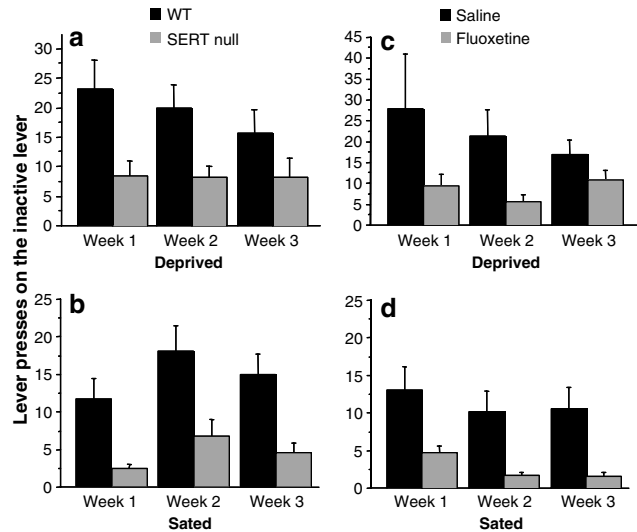 WT
SERT null
Saline
Fluoxetine
Lever presses on the inactive lever
a
30
25
20
15
10
5
0
Week 1 Week 2 Week 3
Deprived
c
45
40
35
30
25
20
15
10
5
0
Week 1 Week 2 Week 3
Deprived
b
25
20
15
10
5
0
Week 1 Week 2 Week 3
Sated
d
25
20
15
10
5
0
Week 1 Week 2 Week 3
Sated